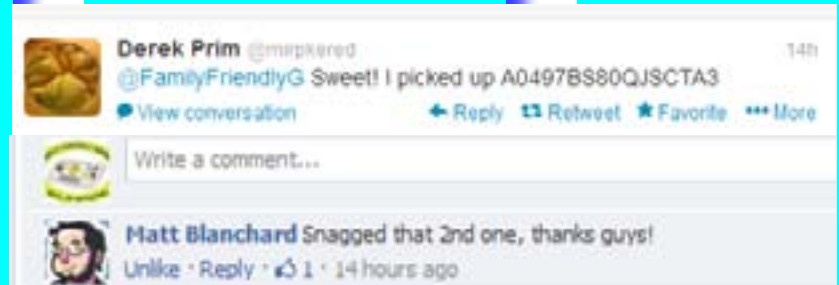 Derek Prim @mirpkered 14h
@FamilyFriendlyG Sweet! I picked up A0497BS80QJSCTA3
View conversation Reply Retweet Favorite More
Write a comment...
Matt Blanchard Snagged that 2nd one, thanks guys!
Unlike · Reply · 1 · 14 hours ago